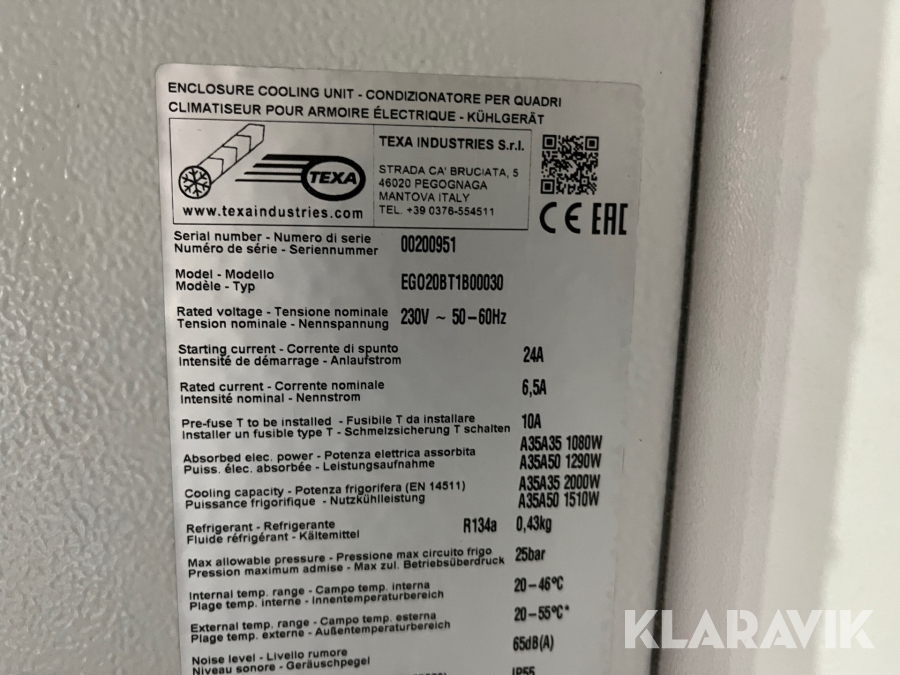 ENCLOSURE COOLING UNIT - CONDIZIONATORE PER QUADRI
CLIMATISEUR POUR ARMOIRE ÉLECTRIQUE - KÜHLGERÄT
TEXA
www.texaindustries.com
TEXA INDUSTRIES S.r.l.
STRADA CA' BRUCIATA, 5
46020 PEGOGNAGA
MANTOVA ITALY
TEL. +39 0376-554511
CE EAC
Serial number - Numero di serie 00200951
Numéro de série - Seriennummer
Model - Modello EGO20BT1B00030
Modèle - Typ
Rated voltage - Tensione nominale 230V ~ 50-60Hz
Tension nominale - Nennspannung
Starting current - Corrente di spunto 24A
Intensité de démarrage - Anlaufstrom
Rated current - Corrente nominale 6,5A
Intensité nominal - Nennstrom
Pre-fuse T to be installed - Fusibile T da installare 10A
Installer un fusible type T - Schmelzsicherung T schalten
Absorbed elec. power - Potenza elettrica assorbita A35A35 1080W
Puiss. élec. absorbée - Leistungsaufnahme A35A50 1290W
Cooling capacity - Potenza frigorifera (EN 14511) A35A35 2000W
Puissance frigorifique - Nutzkühlleistung A35A50 1510W
Refrigerant - Refrigerante R134a 0,43kg
Fluide réfrigérant - Kältemittel
Max allowable pressure - Pressione max circuito frigo 25bar
Pression maximum admise - Max zul. Betriebsüberdruck
Internal temp. range - Campo temp. interna 20-46°C
Plage temp. interne - Innentemperaturbereich
External temp. range - Campo temp. esterna 20-55°C*
Plage temp. externe - Außentemperaturbereich
Noise level - Livello rumore 65dB(A)
Niveau sonore - Geräuschpegel
IP55
KLARAVIK